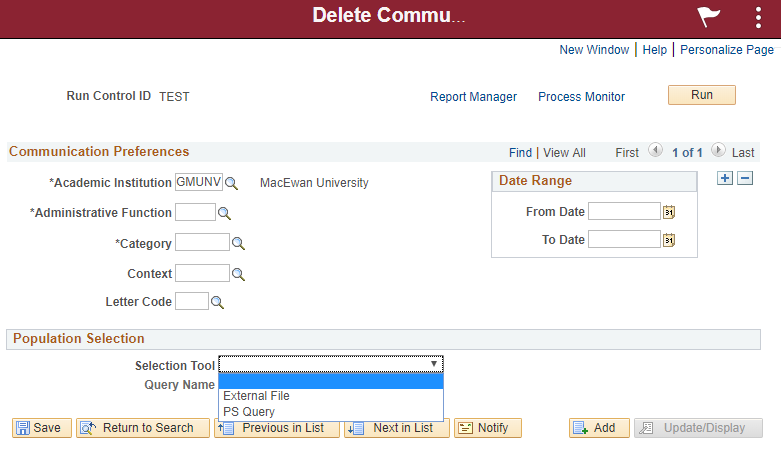 Delete Commu...
New Window | Help | Personalize Page
Run Control ID TEST Report Manager Process Monitor Run
Communication Preferences Find | View All First 1 of 1 Last
*Academic Institution GMUNV MacEwan University
Date Range
*Administrative Function
From Date 31
*Category
To Date 31
Context
Letter Code
Population Selection
Selection Tool
Query Name
External File
PS Query
Save Return to Search Previous in List Next in List Notify Add Update/Display